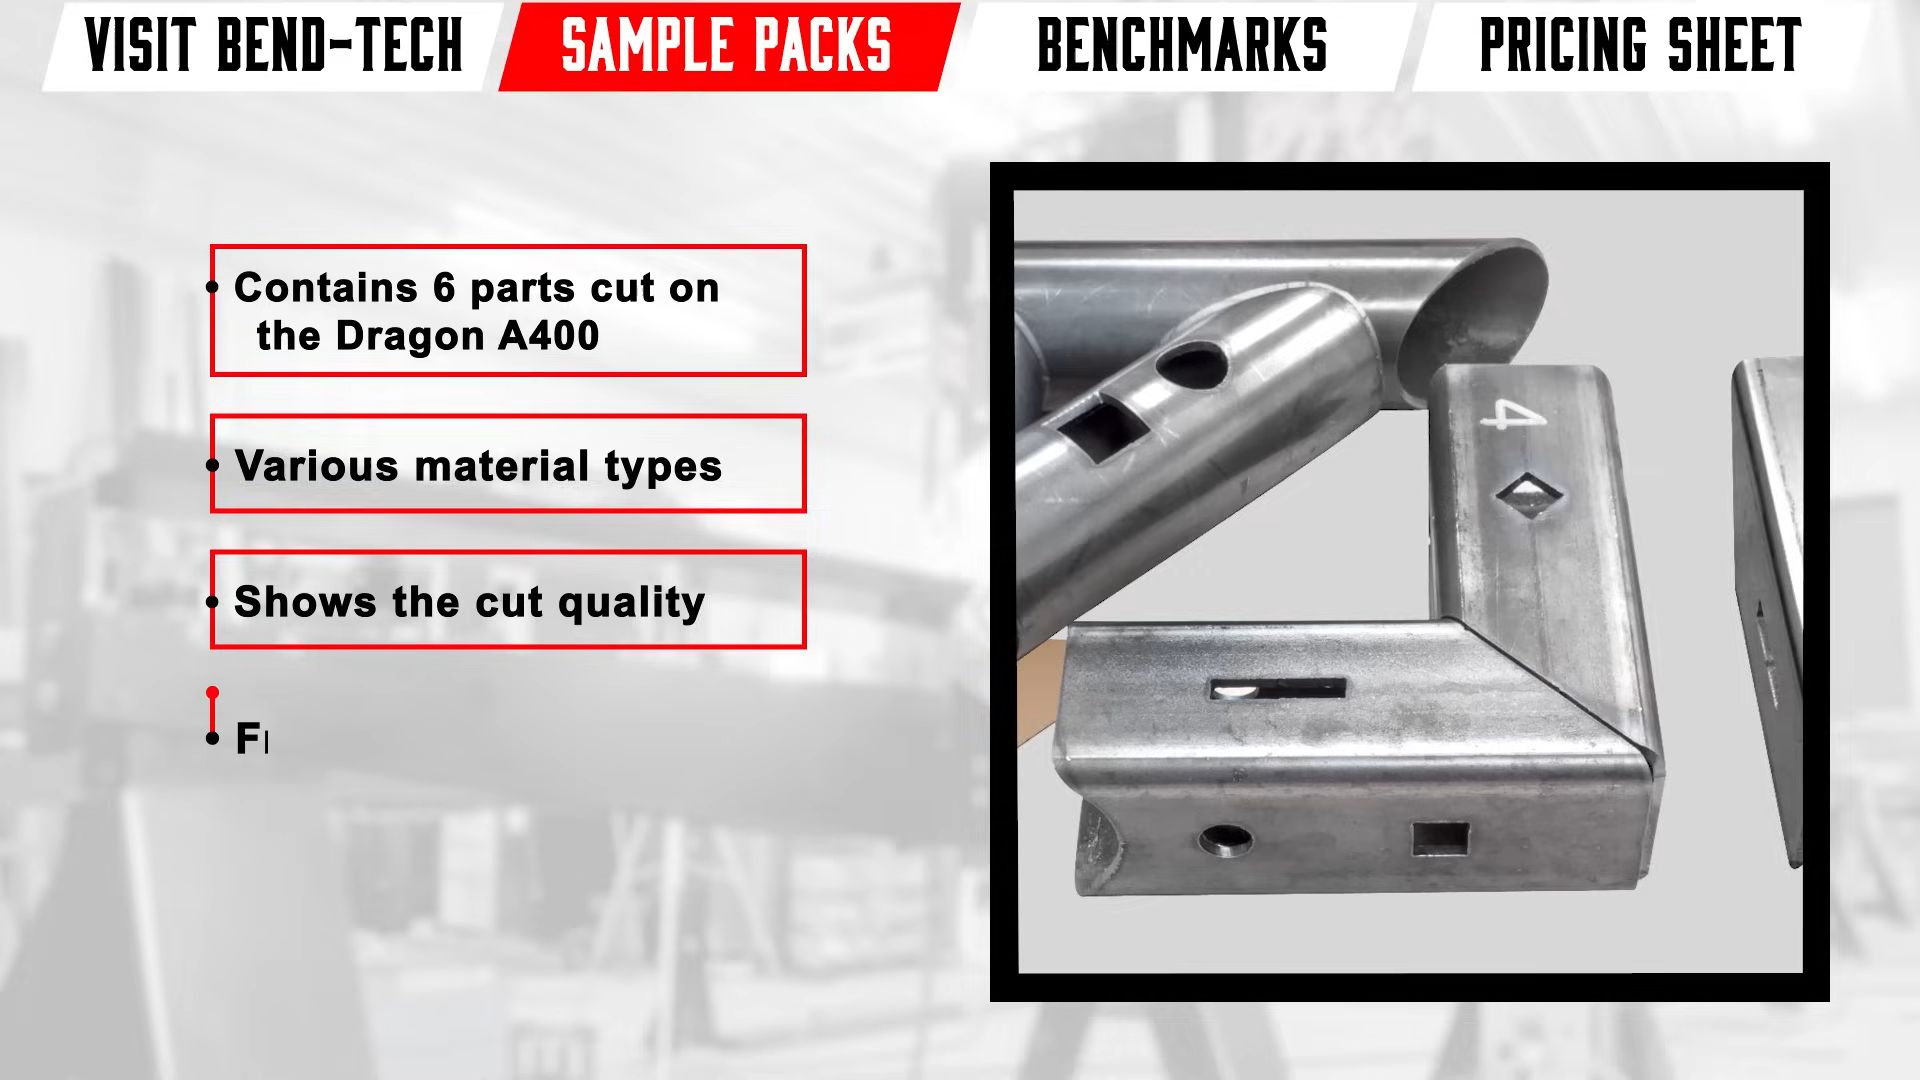 VISIT BEND-TECH
SAMPLE PACKS
BENCHMARKS
PRICING SHEET
• Contains 6 parts cut on
the Dragon A400
• Various material types
• Shows the cut quality
• F
4